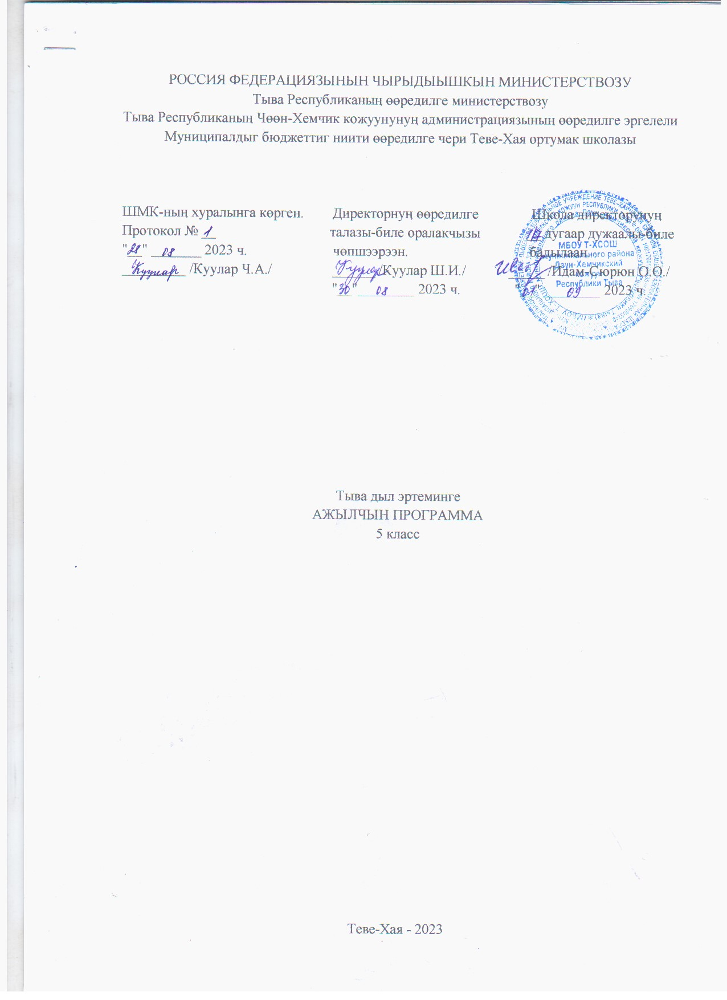 РОССИЯ ФЕДЕРАЦИЯЗЫНЫН ЧЫРЫДЫЫШКЫН МИНИСТЕРСТВОЗУ
Тыва Республиканың өөредилге министерствозу
Тыва Республиканың Чөөн-Хемчик кожуунунуң администрациязының өөредилге эргелели
Муниципалдыг бюджеттиг ниити өөредилге чери Теве-Хая ортумак школазы
ШМК-ның хуралынга көрген.
Протокол № 1
"28" 08 2023 ч.
Куулар /Куулар Ч.А./
Директорнуң өөредилге
талазы-биле оралакчызы
чөпшээрээн.
Куулар /Куулар Ш.И./
"30" 08 2023 ч.
Школа директорунуң
дугаар дужаалы-биле
бадылаан
/Идам-Сюрюн О.О./
"01" 09 2023 ч.
МБОУ Т-ХСОШ
муниципального района
Дзун-Хемчикский
кожуун
Республики Тыва
Тыва дыл эртеминге
АЖЫЛЧЫН ПРОГРАММА
5 класс
Теве-Хая - 2023